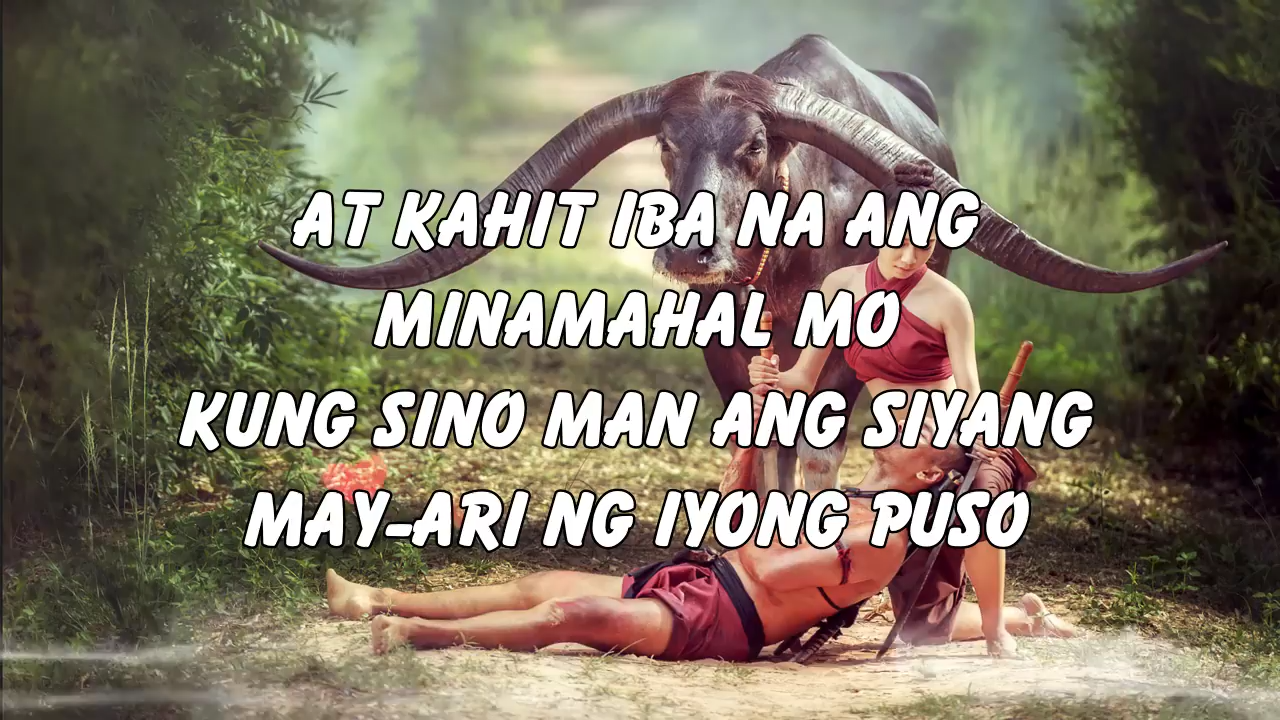 AT KAHIT IBA NA ANG
MINAMAHAL MO
KUNG SINO MAN ANG SIYANG
MAY-ARI NG IYONG PUSO